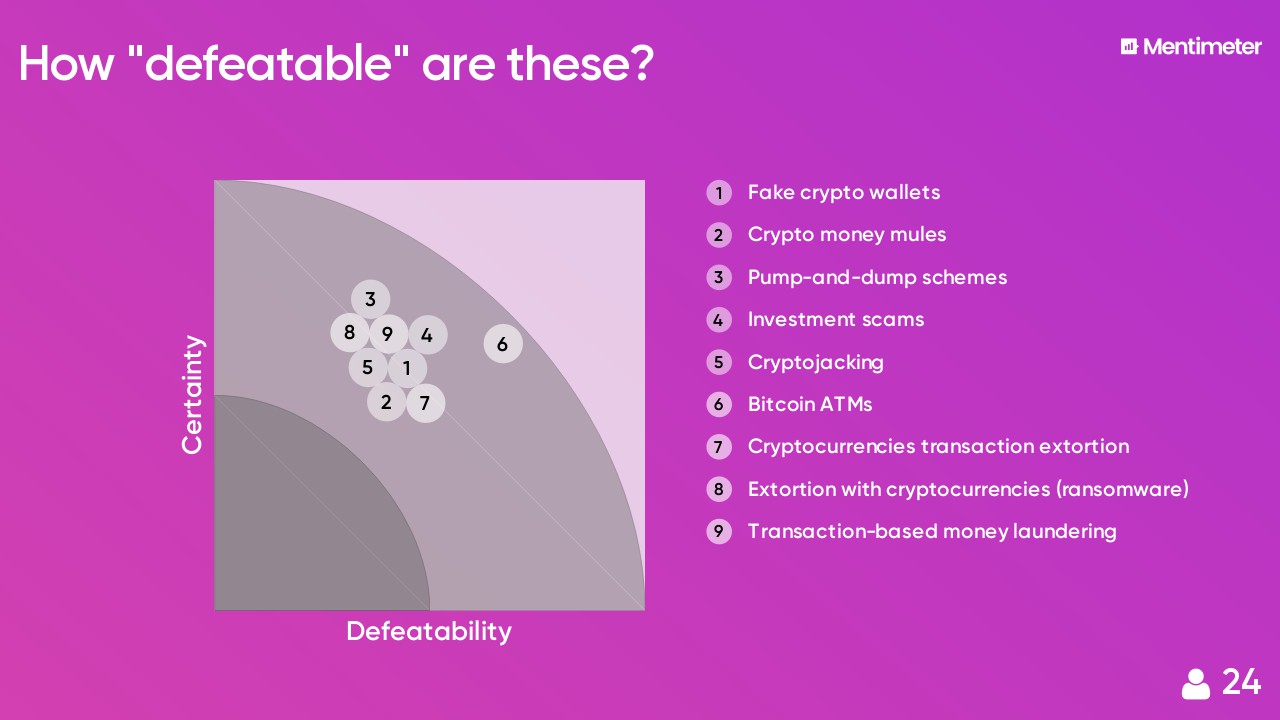 How "defeatable" are these?
Mentimeter
3
8 9 4 6
5 1
2 7
Certainty
Defeatability
1 Fake crypto wallets
2 Crypto money mules
3 Pump-and-dump schemes
4 Investment scams
5 Cryptojacking
6 Bitcoin ATMs
7 Cryptocurrencies transaction extortion
8 Extortion with cryptocurrencies (ransomware)
9 Transaction-based money laundering
24